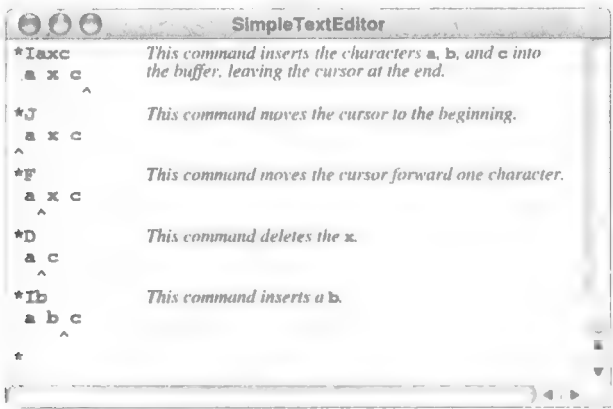 SimpleTextEditor
*Iaxc This command inserts the characters a, b, and c into
a x c the buffer, leaving the cursor at the end.
^
*J This command moves the cursor to the beginning.
a x c
^
*F This command moves the cursor forward one character.
a x c
^
*D This command deletes the x.
a c
^
*Ib This command inserts a b.
a b c
^
*